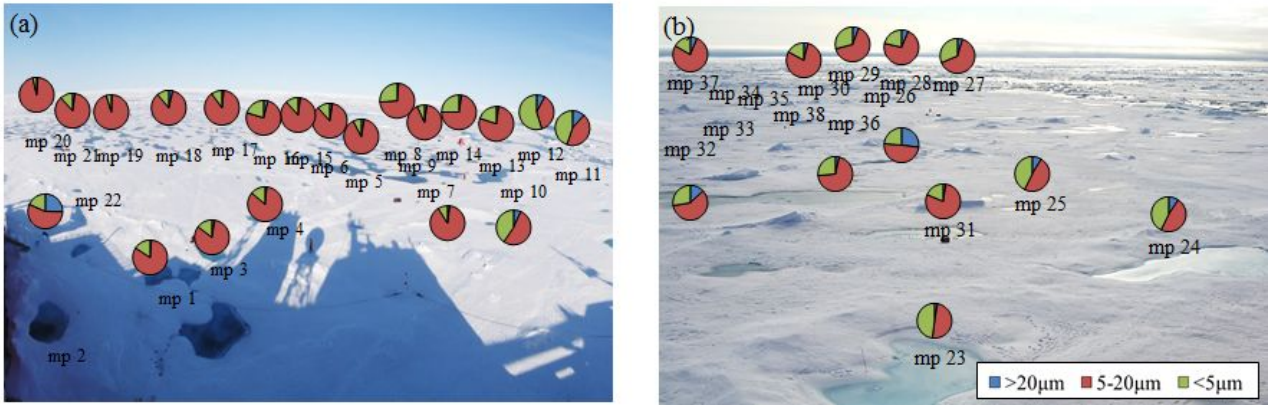 (a)
mp 20
mp 21
mp 19
mp 18
mp 17
mp 16
mp 15
mp 6
mp 5
mp 8
mp 9
mp 14
mp 13
mp 12
mp 11
mp 7
mp 10
mp 22
mp 4
mp 3
mp 1
mp 2
(b)
mp 37
mp 34
mp 35
mp 29
mp 30
mp 28
mp 26
mp 27
mp 38
mp 36
mp 33
mp 32
mp 25
mp 31
mp 24
mp 23
>20μm 5-20μm <5μm